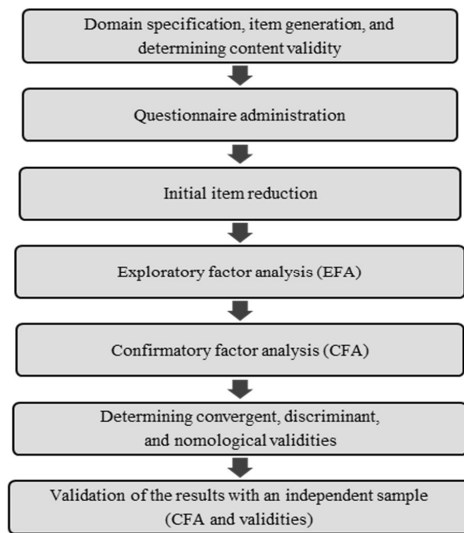 Domain specification, item generation, and
determining content validity
Questionnaire administration
Initial item reduction
Exploratory factor analysis (EFA)
Confirmatory factor analysis (CFA)
Determining convergent, discriminant,
and nomological validities
Validation of the results with an independent sample
(CFA and validities)